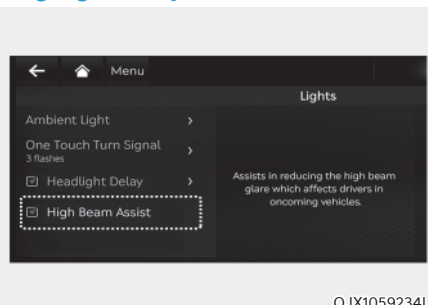 Menu
Lights
Ambient Light
One Touch Turn Signal
3 flashes
Headlight Delay
High Beam Assist
Assists in reducing the high beam
glare which affects drivers in
oncoming vehicles.
OJX1059234L